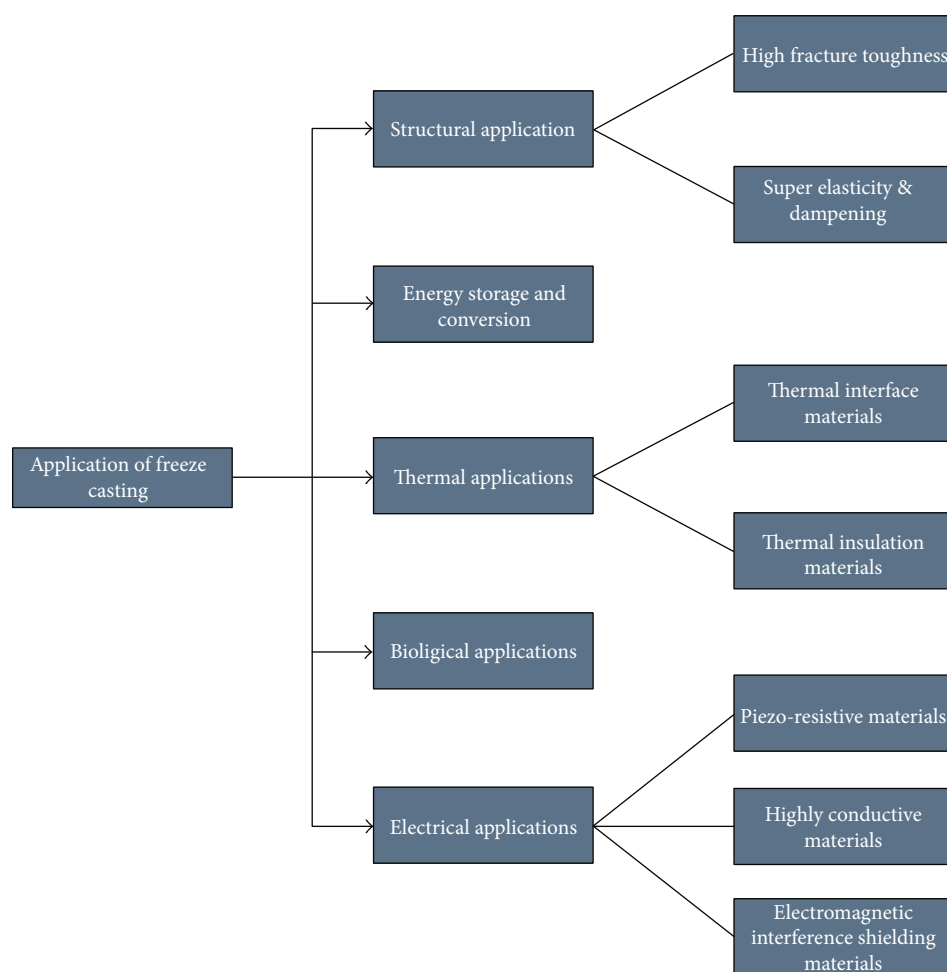 High fracture toughness
Structural application
Super elasticity &
dampening
Energy storage and
conversion
Thermal interface
materials
Application of freeze
casting
Thermal applications
Thermal insulation
materials
Bioligical applications
Piezo-resistive materials
Electrical applications
Highly conductive
materials
Electromagnetic
interference shielding
materials